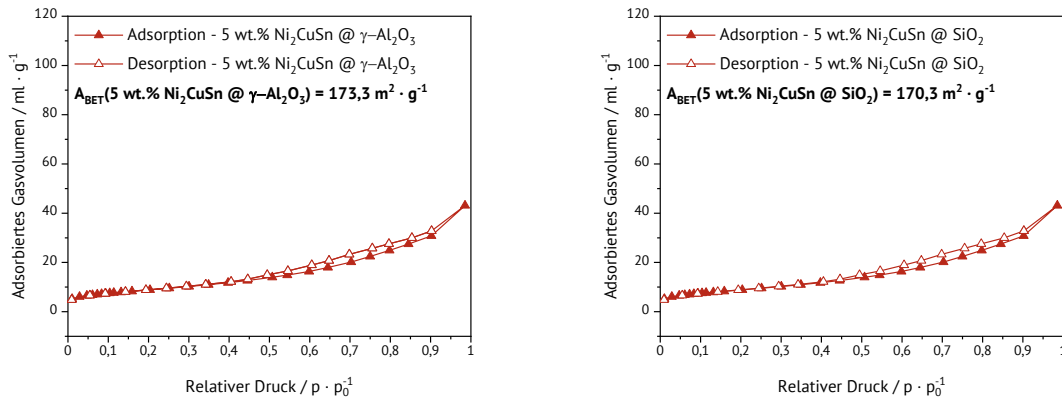 120
100
80
60
40
20
0
Adsorbiertes Gasvolumen / ml · g⁻¹
Adsorption - 5 wt.% Ni₂CuSn @ γ–Al₂O₃
Desorption - 5 wt.% Ni₂CuSn @ γ–Al₂O₃
A_BET(5 wt.% Ni₂CuSn @ γ–Al₂O₃) = 173,3 m² · g⁻¹
0 0,1 0,2 0,3 0,4 0,5 0,6 0,7 0,8 0,9 1
Relativer Druck / p · p₀⁻¹
120
100
80
60
40
20
0
Adsorbiertes Gasvolumen / ml · g⁻¹
Adsorption - 5 wt.% Ni₂CuSn @ SiO₂
Desorption - 5 wt.% Ni₂CuSn @ SiO₂
A_BET(5 wt.% Ni₂CuSn @ SiO₂) = 170,3 m² · g⁻¹
0 0,1 0,2 0,3 0,4 0,5 0,6 0,7 0,8 0,9 1
Relativer Druck / p · p₀⁻¹